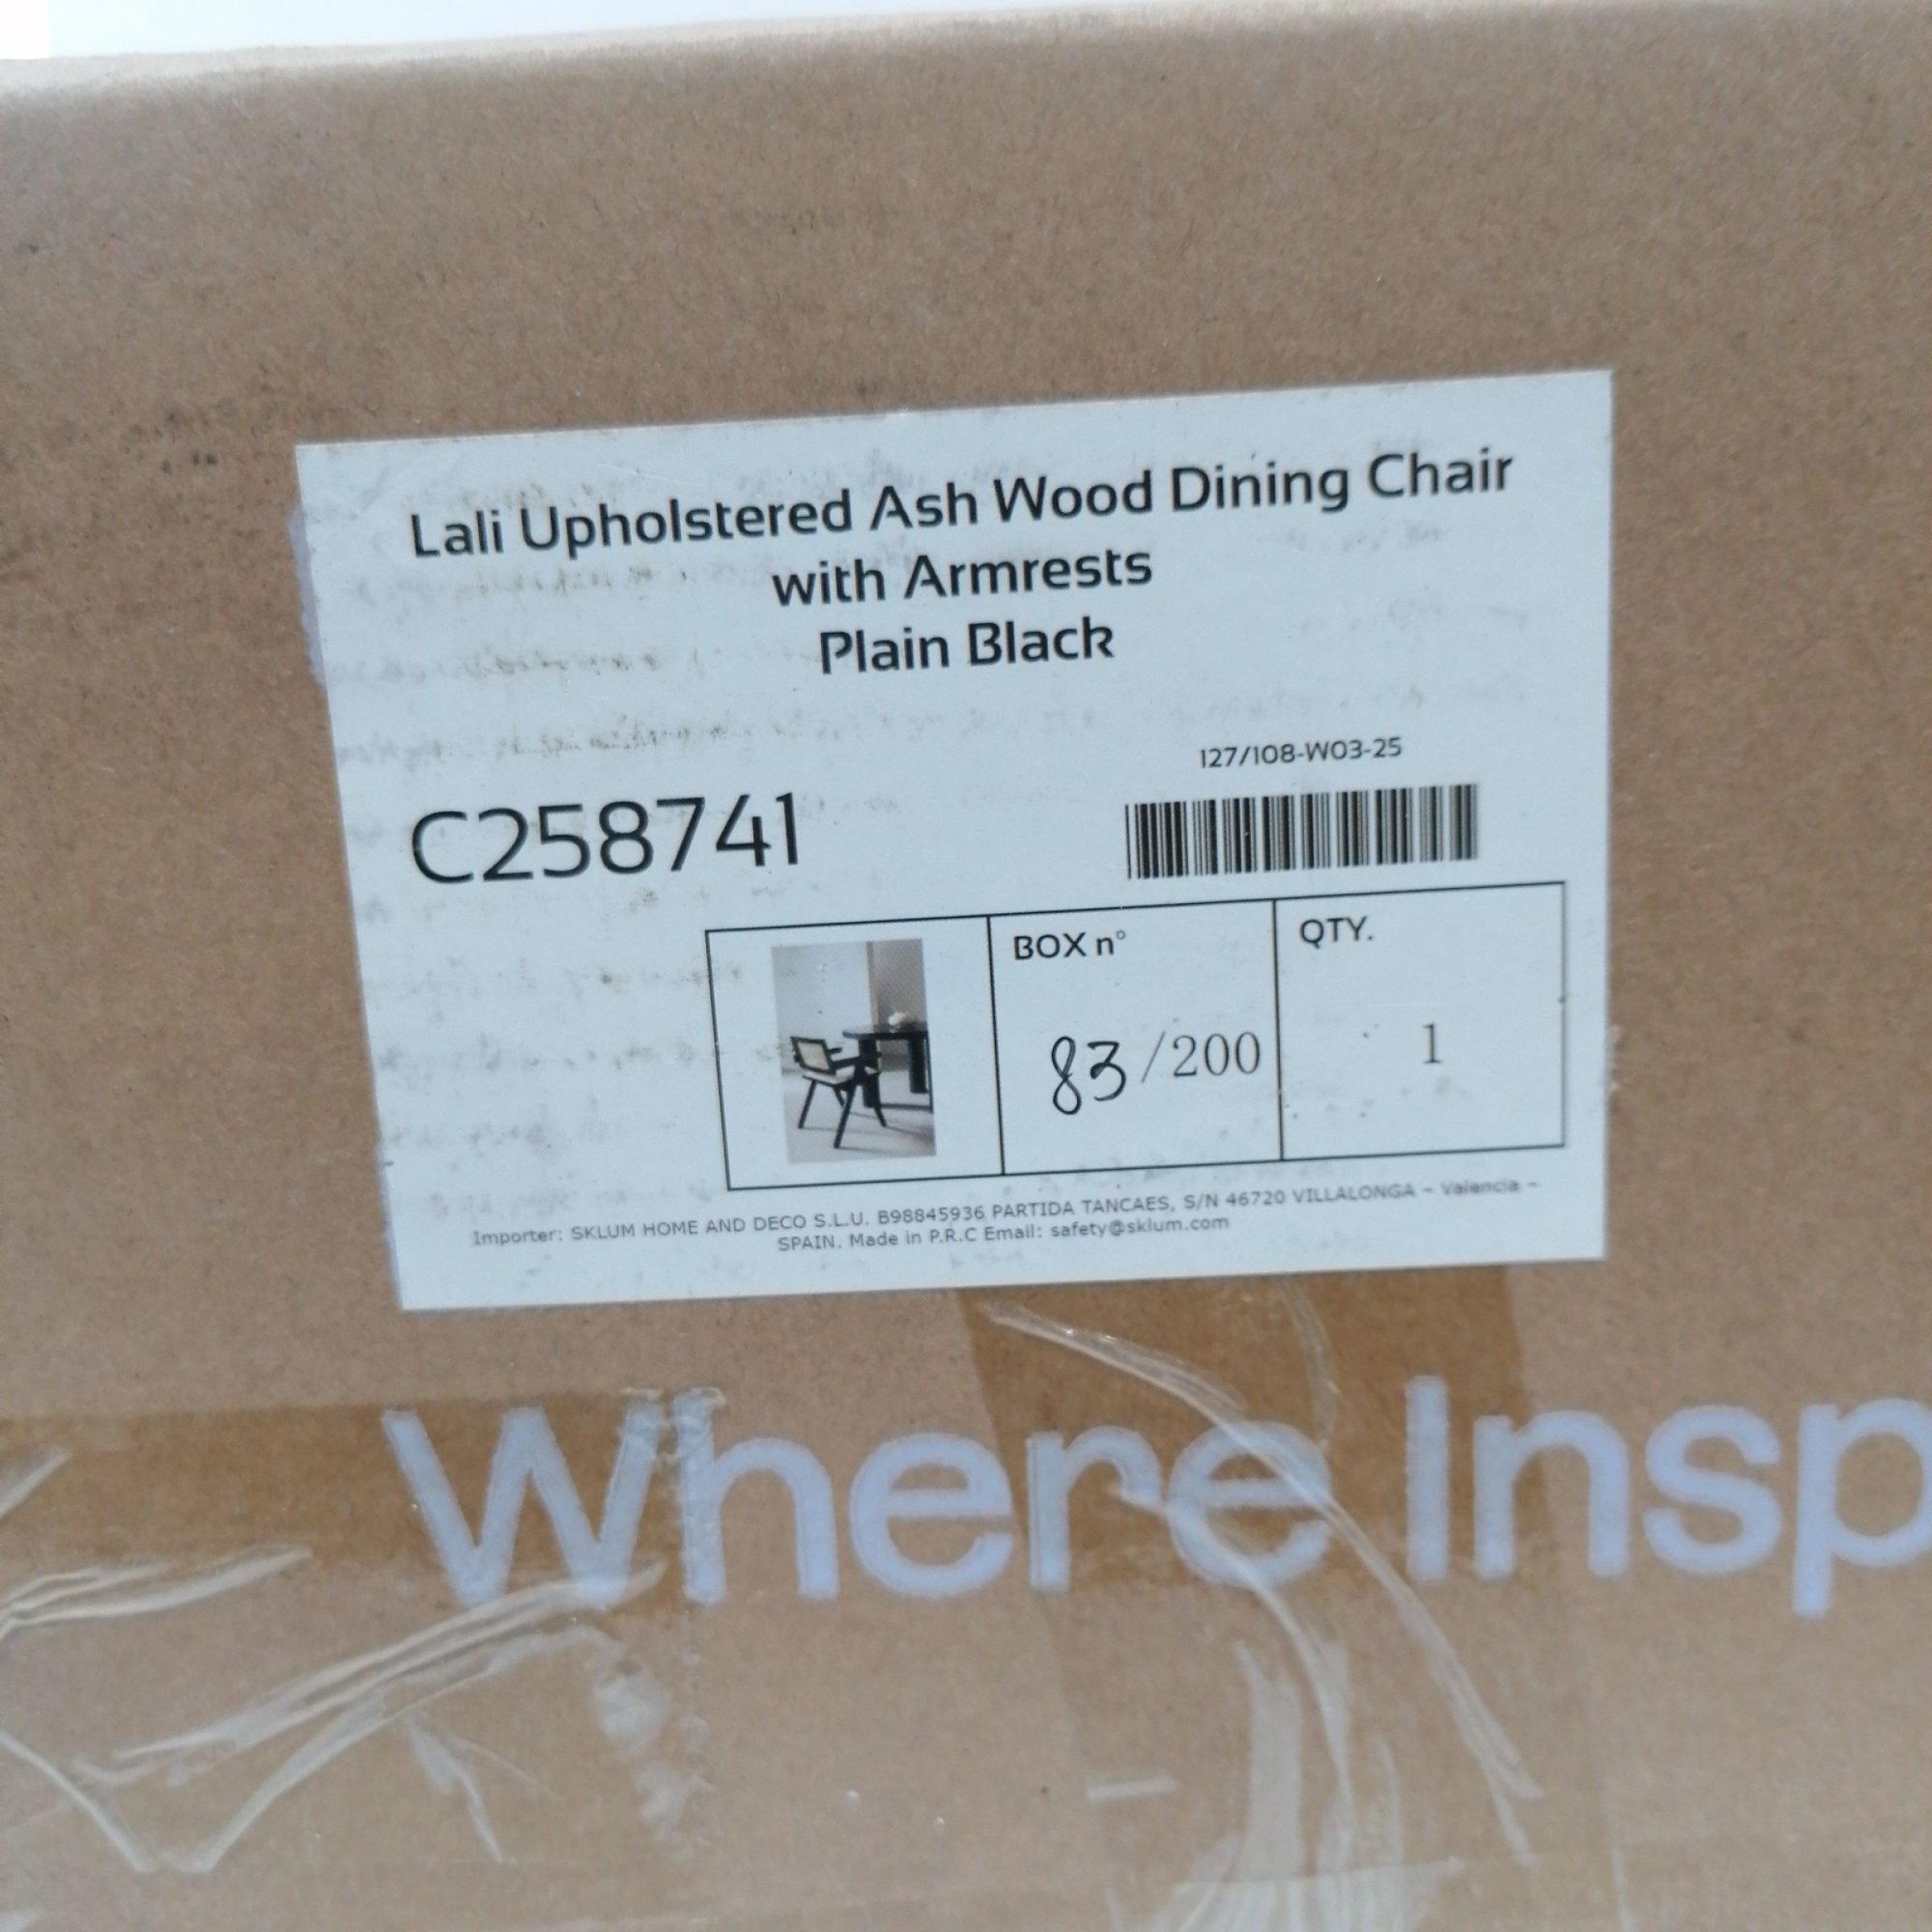 Lali Upholstered Ash Wood Dining Chair
with Armrests
Plain Black
127/108-W03-25
C258741
BOX n°
QTY.
83/200
1
Importer: SKLUM HOME AND DECO S.L.U. B98845936 PARTIDA TANCAES, S/N 46720 VILLALONGA - Valencia -
SPAIN. Made in P.R.C Email: safety@sklum.com
Where Insp